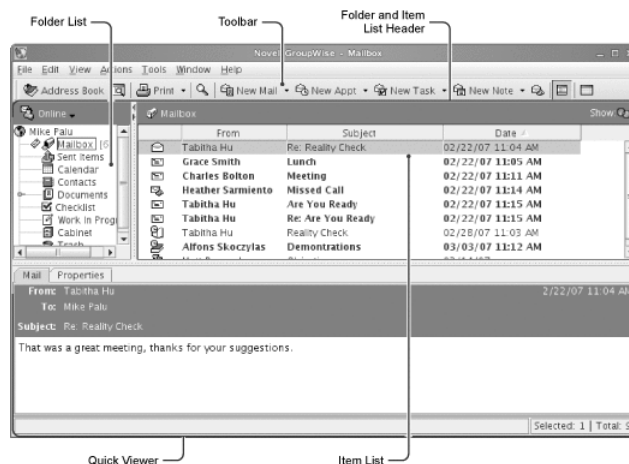 Folder List
Toolbar
Folder and Item
List Header
Novell GroupWise - Mailbox
File Edit View Actions Tools Window Help
Address Book Print New Mail New Appt New Task New Note
Online
Mailbox
Show:
Mike Palu
Mailbox [6
Sent Items
Calendar
Contacts
Documents
Checklist
Work In Prog
Cabinet
Trash
From Subject Date
Tabitha Hu Re: Reality Check 02/22/07 11:04 AM
Grace Smith Lunch 02/22/07 11:05 AM
Charles Bolton Meeting 02/22/07 11:11 AM
Heather Sarmiento Missed Call 02/22/07 11:14 AM
Tabitha Hu Are You Ready 02/22/07 11:15 AM
Tabitha Hu Re: Are You Ready 02/22/07 11:15 AM
Tabitha Hu Reality Check 02/28/07 11:03 AM
Alfons Skoczylas Demontrations 03/03/07 11:12 AM
Mail Properties
From: Tabitha Hu 2/22/07 11:04 AM
To: Mike Palu
Subject: Re: Reality Check
That was a great meeting, thanks for your suggestions.
Selected: 1 Total:
Quick Viewer
Item List